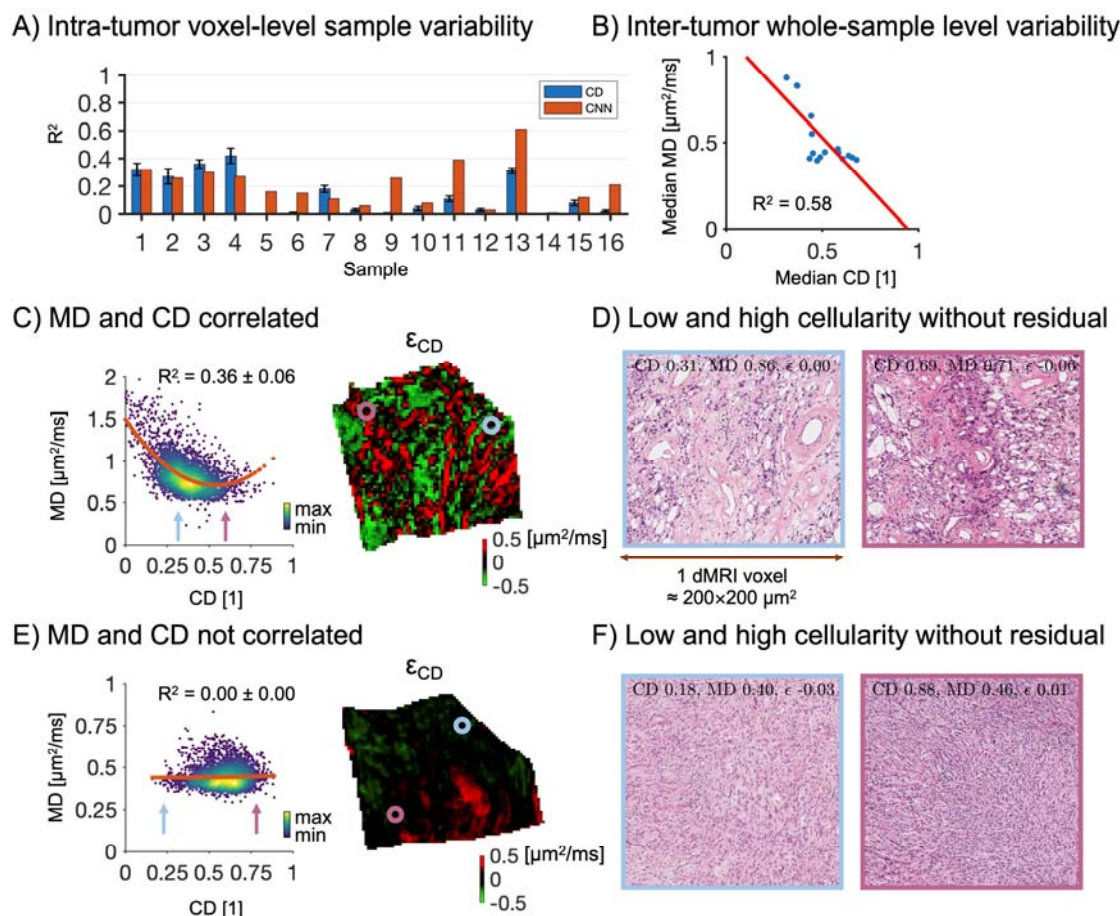 A) Intra-tumor voxel-level sample variability
1
0.8
0.6
0.4
0.2
0
R²
CD
CNN
1 2 3 4 5 6 7 8 9 10 11 12 13 14 15 16
Sample
B) Inter-tumor whole-sample level variability
1
0.5
0
Median MD [µm²/ms]
R² = 0.58
0.5 1
Median CD [1]
C) MD and CD correlated
R² = 0.36 ± 0.06
2
1.5
1
0.5
0
MD [µm²/ms]
max
min
0 0.25 0.5 0.75 1
CD [1]
εCD
0.5 [µm²/ms]
0
-0.5
D) Low and high cellularity without residual
CD 0.31, MD 0.86, ϵ 0.00
CD 0.69, MD 0.71, ϵ -0.06
1 dMRI voxel
≈ 200×200 µm²
E) MD and CD not correlated
R² = 0.00 ± 0.00
1
0.75
0.5
0.25
0
MD [µm²/ms]
max
min
0 0.25 0.5 0.75 1
CD [1]
εCD
0.5 [µm²/ms]
0
-0.5
F) Low and high cellularity without residual
CD 0.18, MD 0.40, ϵ -0.03
CD 0.88, MD 0.46, ϵ 0.01